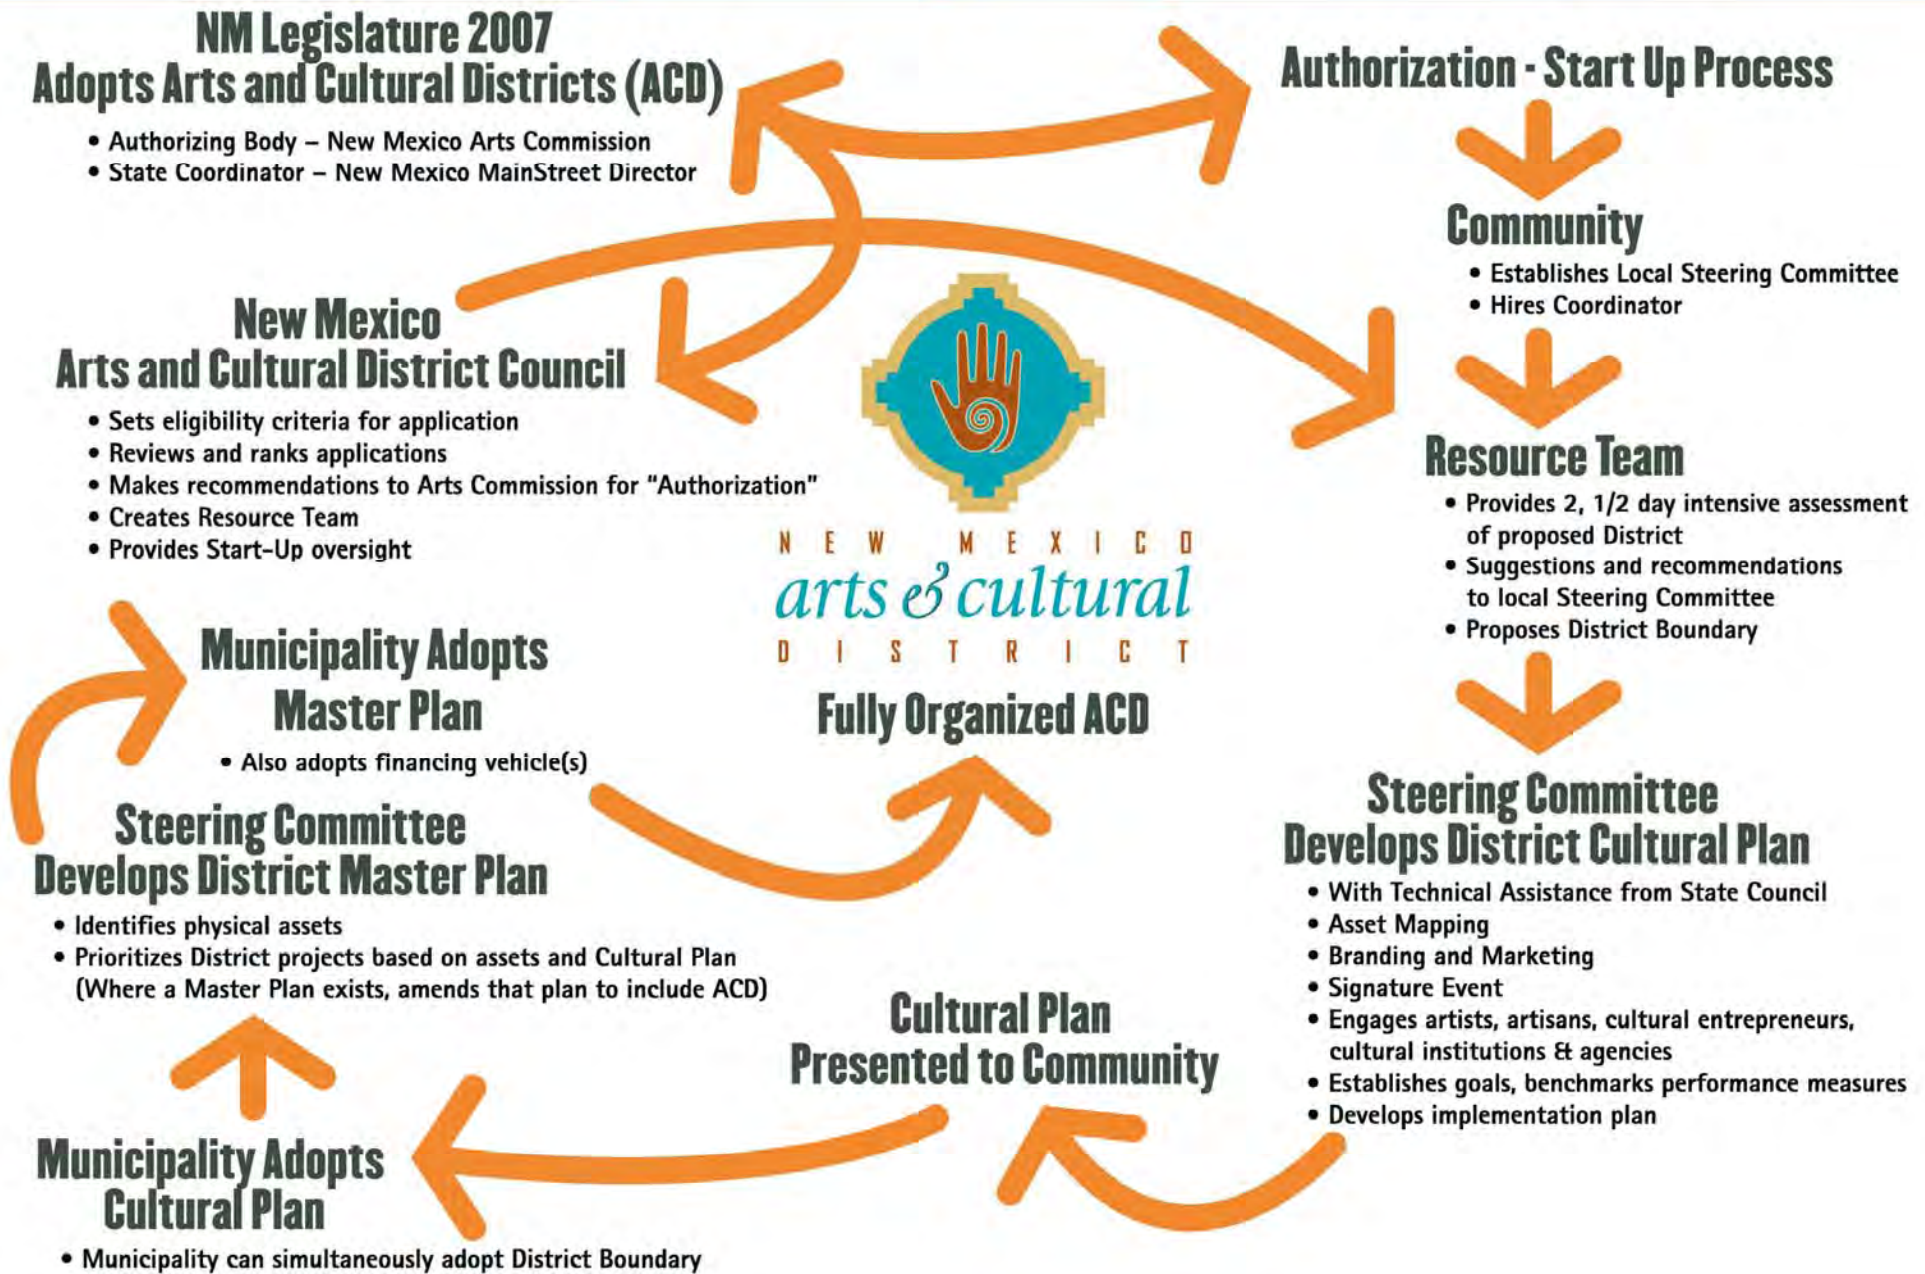 NM Legislature 2007
Adopts Arts and Cultural Districts (ACD)
• Authorizing Body – New Mexico Arts Commission
• State Coordinator – New Mexico MainStreet Director
Authorization - Start Up Process
Community
• Establishes Local Steering Committee
• Hires Coordinator
New Mexico
Arts and Cultural District Council
• Sets eligibility criteria for application
• Reviews and ranks applications
• Makes recommendations to Arts Commission for "Authorization"
• Creates Resource Team
• Provides Start-Up oversight
Resource Team
• Provides 2, 1/2 day intensive assessment
of proposed District
• Suggestions and recommendations
to local Steering Committee
• Proposes District Boundary
NEW MEXICO
arts & cultural
DISTRICT
Fully Organized ACD
Municipality Adopts
Master Plan
• Also adopts financing vehicle(s)
Steering Committee
Develops District Master Plan
• Identifies physical assets
• Prioritizes District projects based on assets and Cultural Plan
(Where a Master Plan exists, amends that plan to include ACD)
Steering Committee
Develops District Cultural Plan
• With Technical Assistance from State Council
• Asset Mapping
• Branding and Marketing
• Signature Event
• Engages artists, artisans, cultural entrepreneurs,
cultural institutions & agencies
• Establishes goals, benchmarks performance measures
• Develops implementation plan
Cultural Plan
Presented to Community
Municipality Adopts
Cultural Plan
• Municipality can simultaneously adopt District Boundary